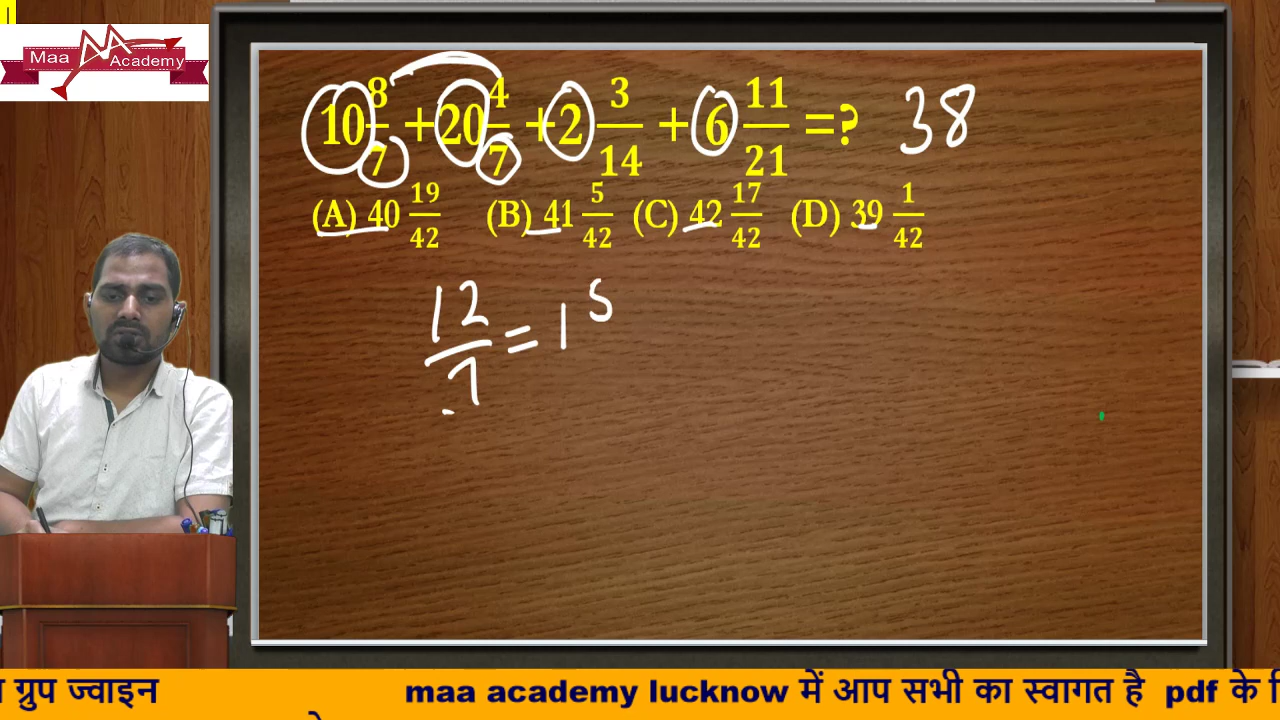 Maa Academy
10 8/7 + 20 4/7 + 2 3/14 + 6 11/21 = ? 38
(A) 40 19/42 (B) 41 5/42 (C) 42 17/42 (D) 39 1/42
12/7 = 1 5
ग्रुप ज्वाइन maa academy lucknow में आप सभी का स्वागत है pdf के